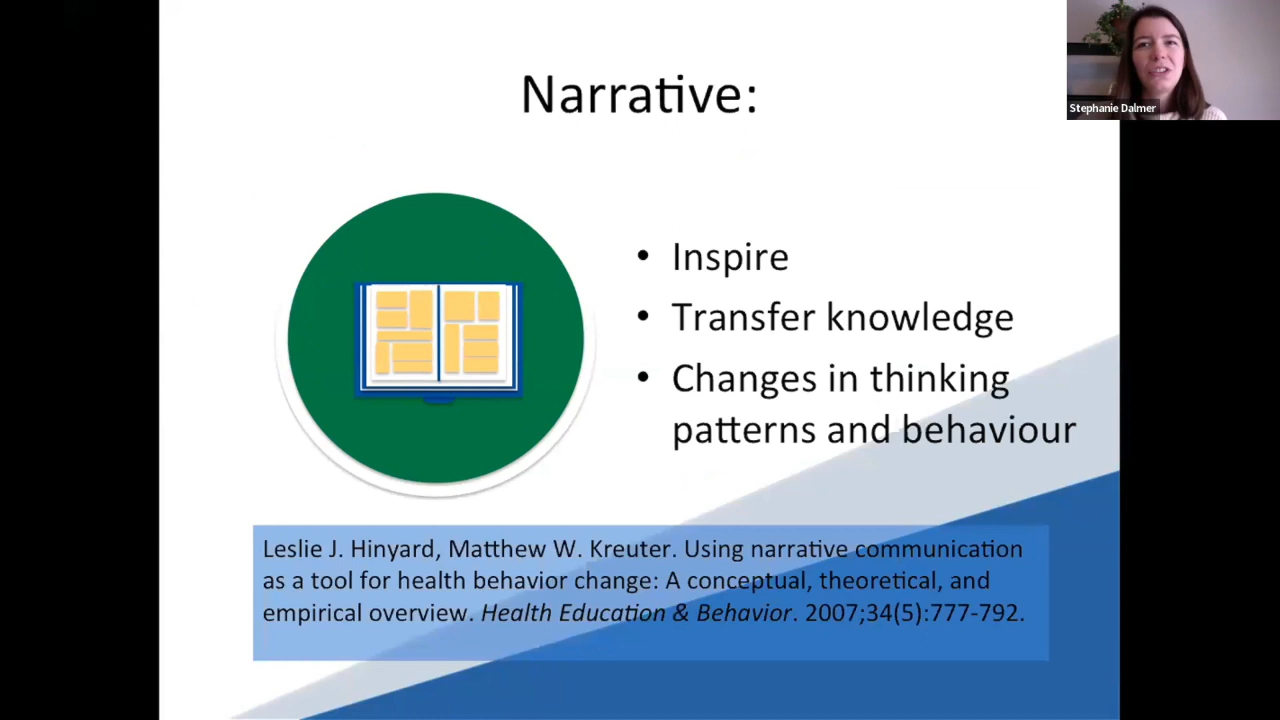 Narrative:
Stephanie Dalmer
• Inspire
• Transfer knowledge
• Changes in thinking
patterns and behaviour
Leslie J. Hinyard, Matthew W. Kreuter. Using narrative communication
as a tool for health behavior change: A conceptual, theoretical, and
empirical overview. Health Education & Behavior. 2007;34(5):777-792.